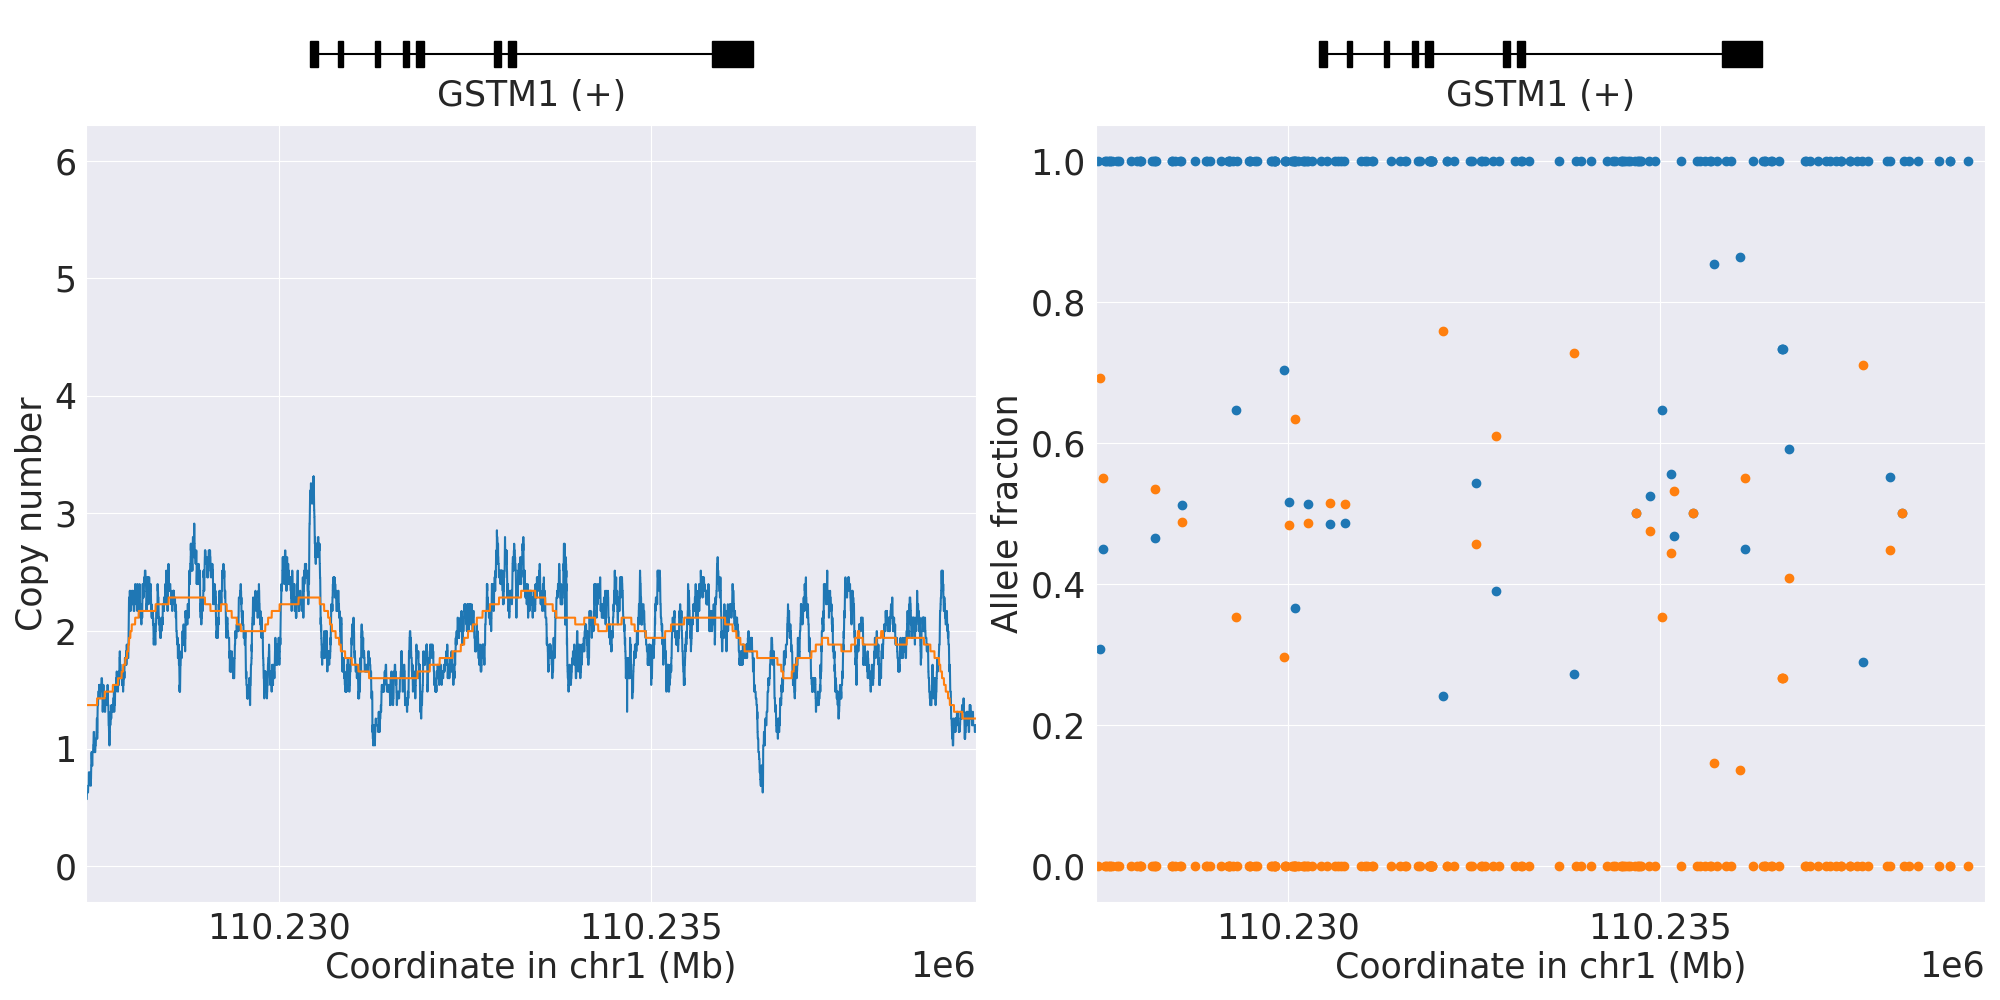 GSTM1 (+)
GSTM1 (+)
Copy number
6
5
4
3
2
1
0
110.230
110.235
Coordinate in chr1 (Mb)
1e6
Allele fraction
1.0
0.8
0.6
0.4
0.2
0.0
110.230
110.235
Coordinate in chr1 (Mb)
1e6